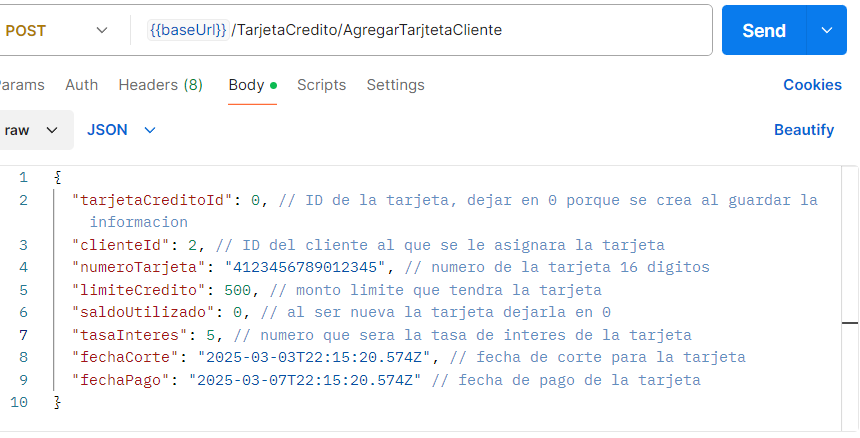 POST {{baseUrl}}/TarjetaCredito/AgregarTarjtetaCliente Send
Params Auth Headers (8) Body Scripts Settings Cookies
raw JSON Beautify
1 {
2 "tarjetaCreditoId": 0, // ID de la tarjeta, dejar en 0 porque se crea al guardar la
informacion
3 "clienteId": 2, // ID del cliente al que se le asignara la tarjeta
4 "numeroTarjeta": "4123456789012345", // numero de la tarjeta 16 digitos
5 "limiteCredito": 500, // monto limite que tendra la tarjeta
6 "saldoUtilizado": 0, // al ser nueva la tarjeta dejarla en 0
7 "tasaInteres": 5, // numero que sera la tasa de interes de la tarjeta
8 "fechaCorte": "2025-03-03T22:15:20.574Z", // fecha de corte para la tarjeta
9 "fechaPago": "2025-03-07T22:15:20.574Z" // fecha de pago de la tarjeta
10 }